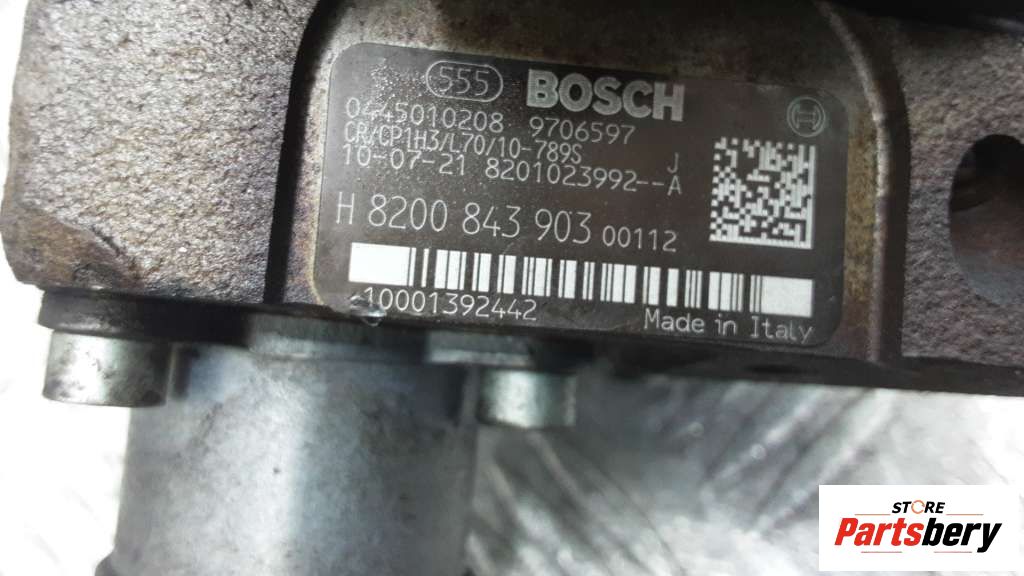 555 BOSCH
0445010208 9706597
CR/CP1H3/L70/10-789S J
10-07-21 8201023992--A
H 8200 843 903 00112
10001392442 Made in Italy
STORE
Partsbery